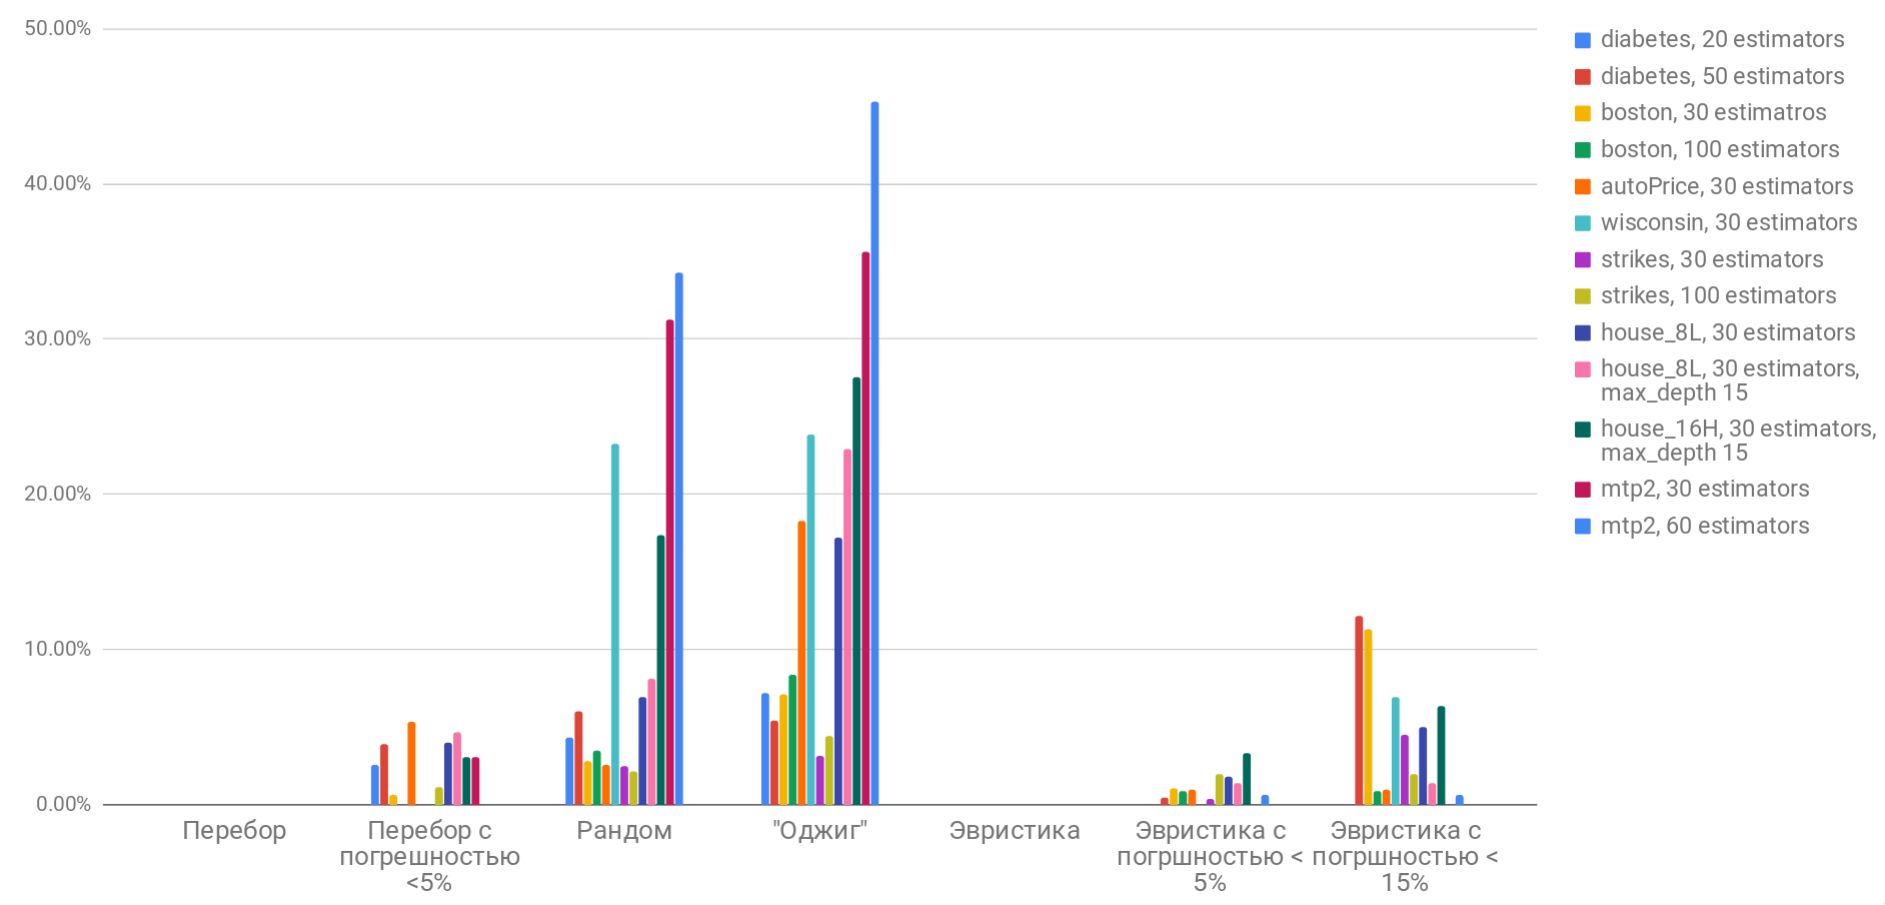 50.00%
40.00%
30.00%
20.00%
10.00%
0.00%
Перебор
Перебор с
погрешностью
<5%
Рандом
"Оджиг"
Эвристика
Эвристика с
погршностью <
5%
Эвристика с
погршностью <
15%
diabetes, 20 estimators
diabetes, 50 estimators
boston, 30 estimatros
boston, 100 estimators
autoPrice, 30 estimators
wisconsin, 30 estimators
strikes, 30 estimators
strikes, 100 estimators
house_8L, 30 estimators
house_8L, 30 estimators,
max_depth 15
house_16H, 30 estimators,
max_depth 15
mtp2, 30 estimators
mtp2, 60 estimators